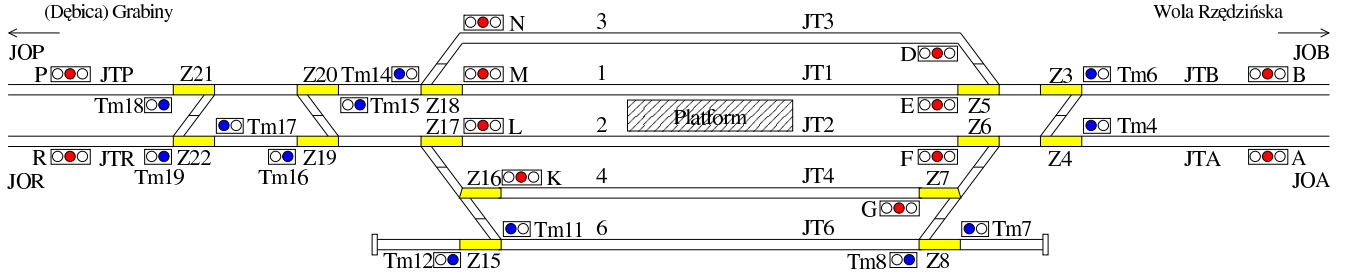 (Dębica) Grabiny
Wola Rzędzińska
N 3 JT3
JOP D JOB
P JTP Z21 Z20 Tm14 M 1 JT1 Z3 Tm6 JTB B
Tm18 Tm15 Z18 E Z5
Platform
Tm17 Z17 L 2 JT2 Z6 Tm4
R JTR Z22 Z19 F Z4 JTA A
JOR Tm19 Tm16 Z16 K 4 JT4 Z7 JOA
G
Tm11 6 JT6 Tm7
Tm12 Z15 Tm8 Z8